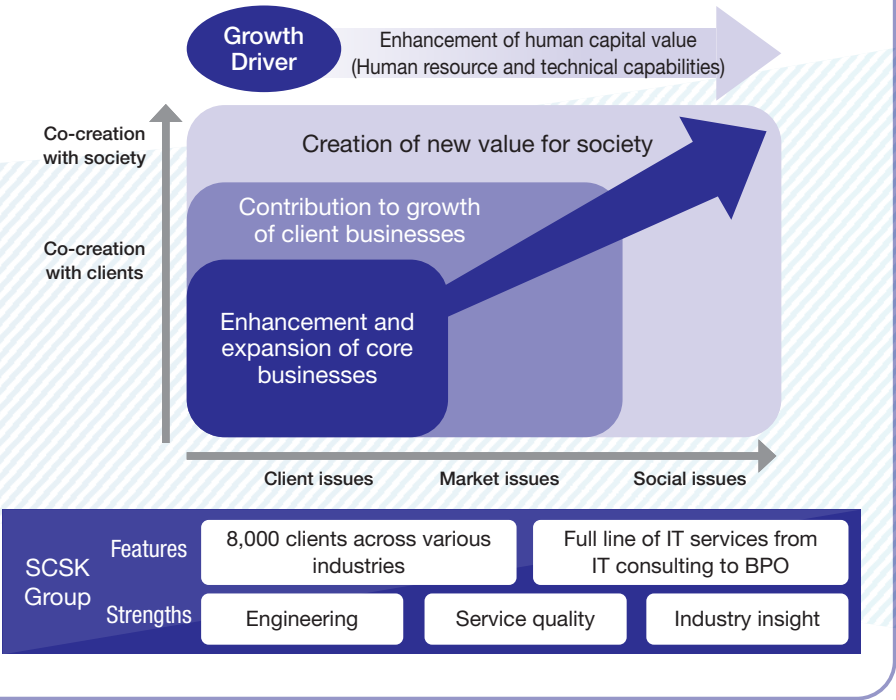 Growth
Driver
Enhancement of human capital value
(Human resource and technical capabilities)
Co-creation
with society
Creation of new value for society
Contribution to growth
of client businesses
Co-creation
with clients
Enhancement and
expansion of core
businesses
Client issues
Market issues
Social issues
SCSK
Group
Features
8,000 clients across various
industries
Full line of IT services from
IT consulting to BPO
Strengths
Engineering
Service quality
Industry insight